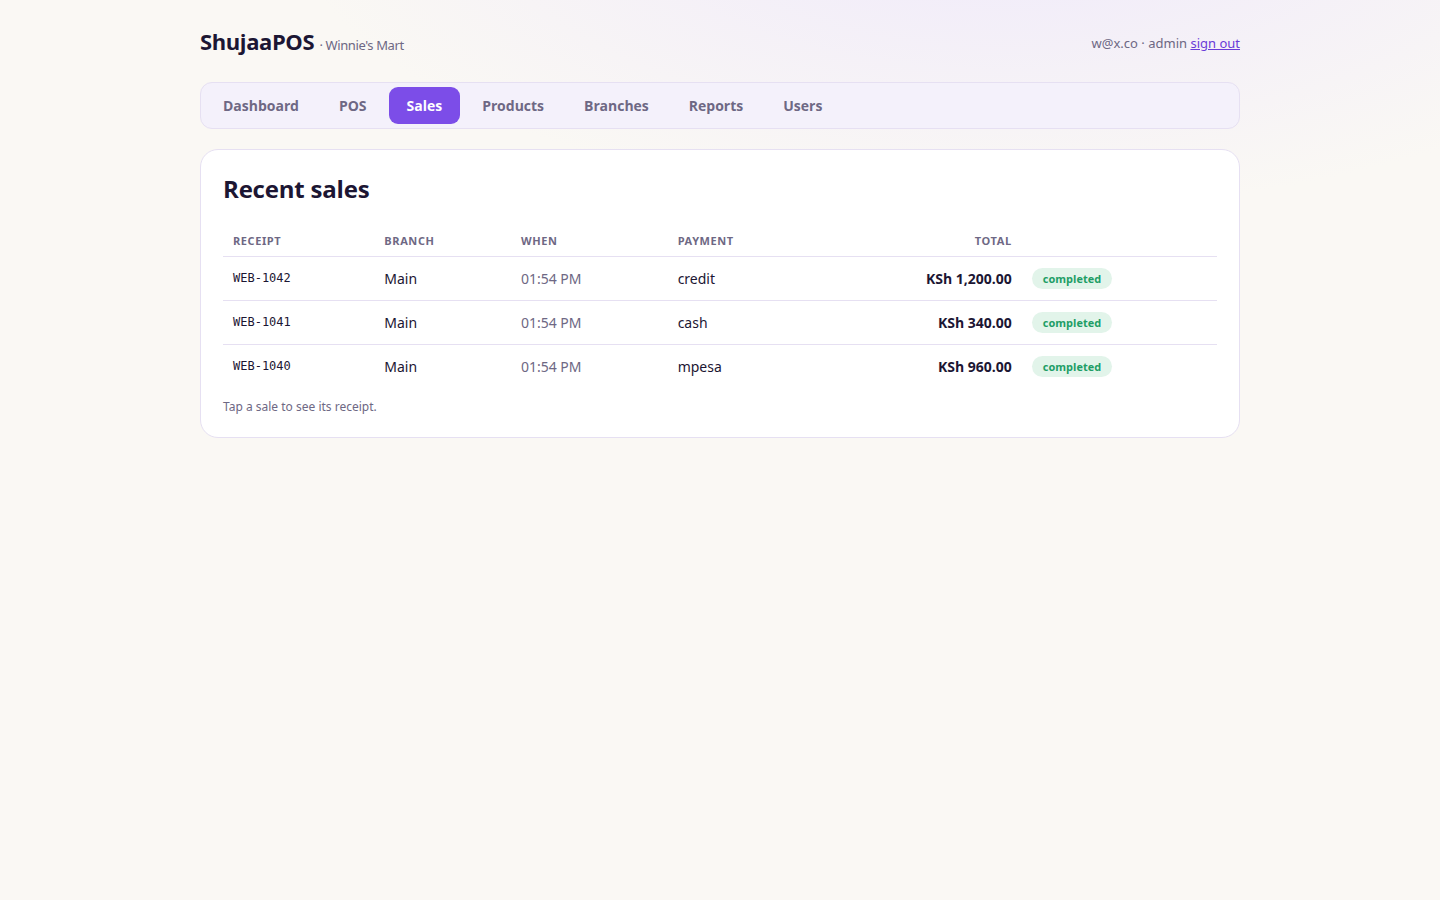 ShujaaPOS · Winnie's Mart
w@x.co · admin sign out
Dashboard POS Sales Products Branches Reports Users
Recent sales
RECEIPT BRANCH WHEN PAYMENT TOTAL
WEB-1042 Main 01:54 PM credit KSh 1,200.00 completed
WEB-1041 Main 01:54 PM cash KSh 340.00 completed
WEB-1040 Main 01:54 PM mpesa KSh 960.00 completed
Tap a sale to see its receipt.